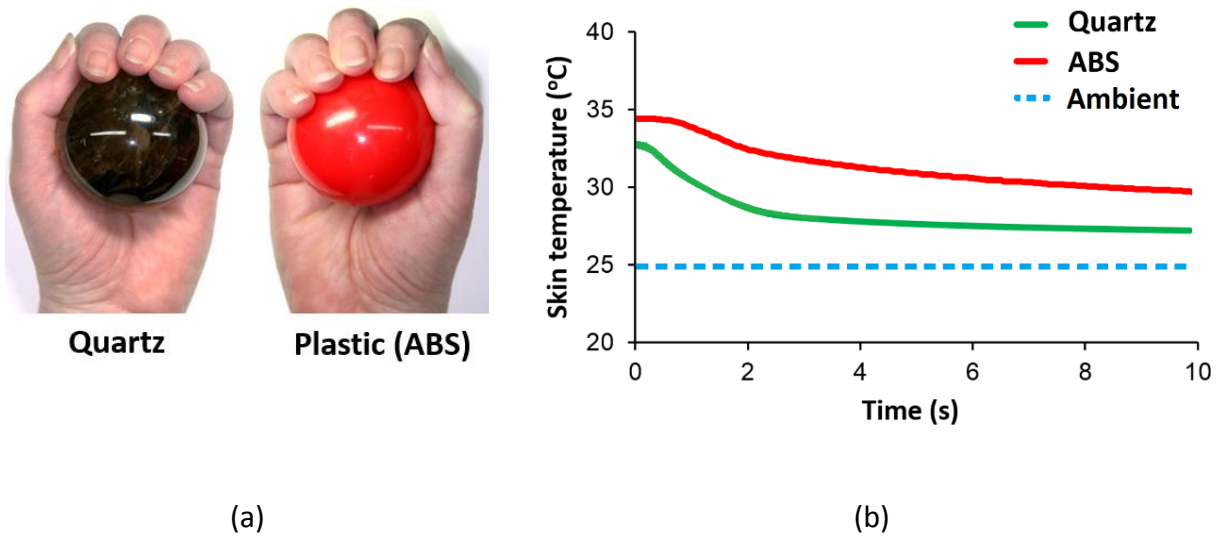 Quartz
Plastic (ABS)
(a)
Skin temperature (°C)
40
35
30
25
20
0
2
4
6
8
10
Time (s)
Quartz
ABS
Ambient
(b)